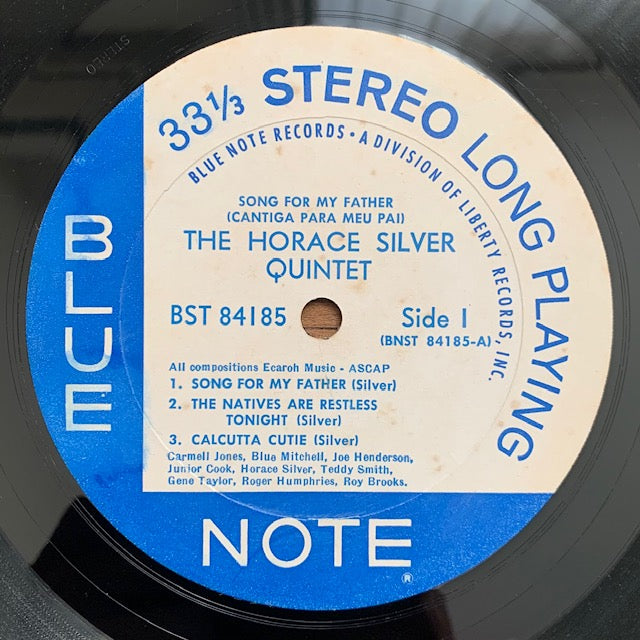 STEREO
33⅓ STEREO LONG PLAYING
BLUE NOTE RECORDS • A DIVISION OF LIBERTY RECORDS, INC.
SONG FOR MY FATHER
(CANTIGA PARA MEU PAI)
THE HORACE SILVER
QUINTET
BST 84185
Side 1
(BNST 84185-A)
All compositions Ecaroh Music - ASCAP
1. SONG FOR MY FATHER (Silver)
2. THE NATIVES ARE RESTLESS
TONIGHT (Silver)
3. CALCUTTA CUTIE (Silver)
Carmell Jones, Blue Mitchell, Joe Henderson,
Junior Cook, Horace Silver, Teddy Smith,
Gene Taylor, Roger Humphries, Roy Brooks.
BLUE
NOTE
®